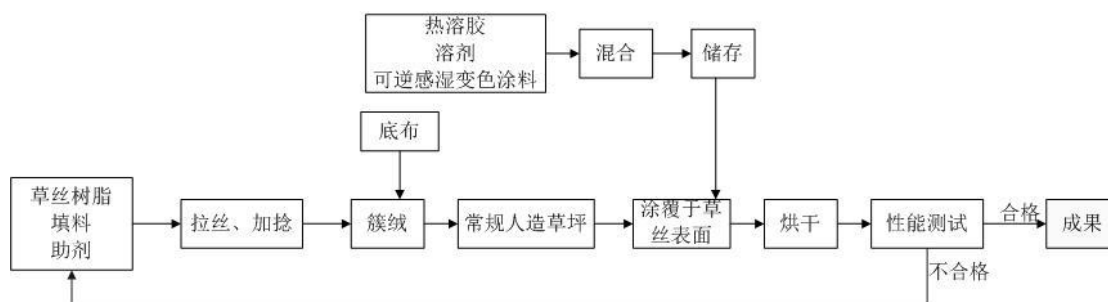 热溶胶
溶剂
可逆感湿变色涂料
混合
储存
底布
草丝树脂
填料
助剂
拉丝、加捻
簇绒
常规人造草坪
涂覆于草
丝表面
烘干
性能测试
合格
成果
不合格